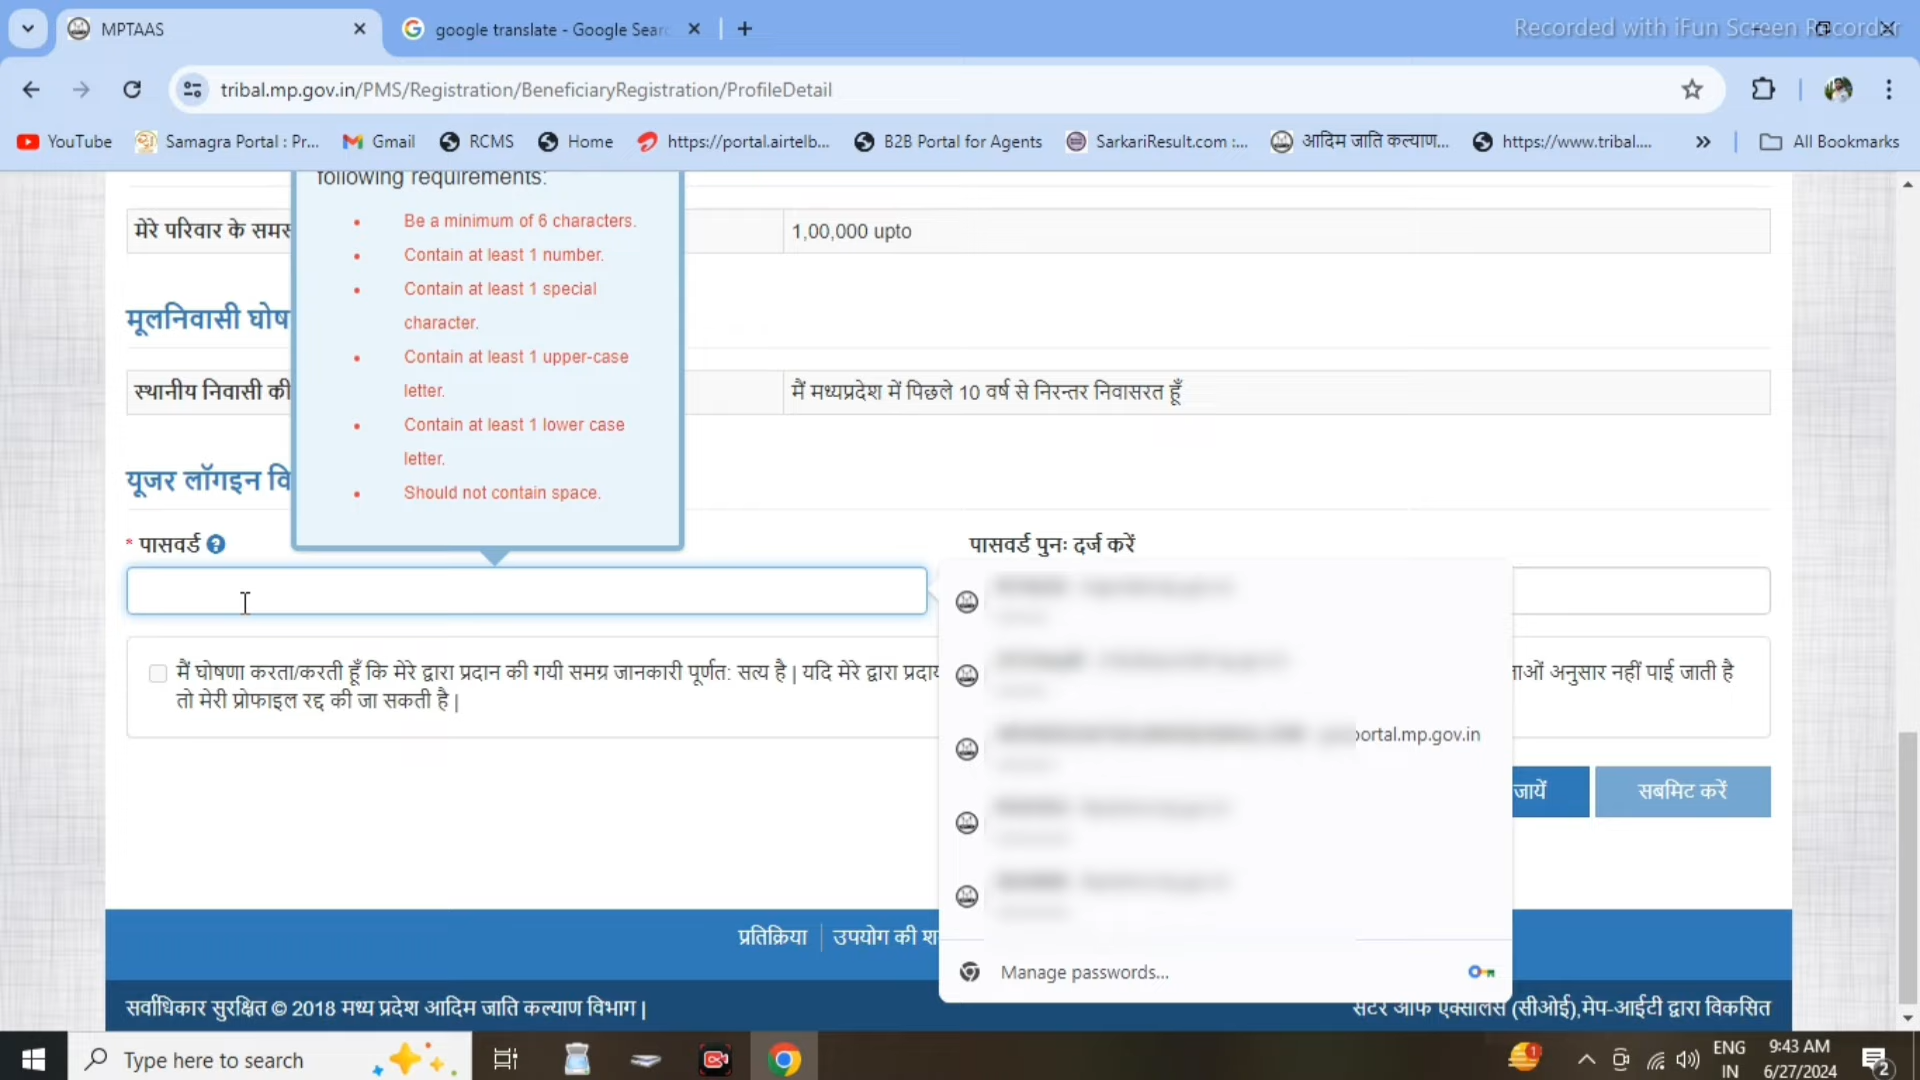 MPTAAS
google translate - Google Sear
Recorded with iFun Screen Recorder
tribal.mp.gov.in/PMS/Registration/BeneficiaryRegistration/ProfileDetail
YouTube
Samagra Portal : Pr...
Gmail
RCMS
Home
https://portal.airtelb...
B2B Portal for Agents
SarkariResult.com :...
आदिम जाति कल्याण...
https://www.tribal....
All Bookmarks
following requirements:
Be a minimum of 6 characters.
Contain at least 1 number.
Contain at least 1 special
character.
Contain at least 1 upper-case
letter.
Contain at least 1 lower case
letter.
Should not contain space.
मेरे परिवार के समस
1,00,000 upto
मूलनिवासी घोष
स्थानीय निवासी की
मैं मध्यप्रदेश में पिछले 10 वर्ष से निरन्तर निवासरत हूँ
यूजर लॉगइन वि
* पासवर्ड
पासवर्ड पुनः दर्ज करें
मैं घोषणा करता/करती हूँ कि मेरे द्वारा प्रदान की गयी समग्र जानकारी पूर्णत: सत्य है | यदि मेरे द्वारा प्रदाय
ाओं अनुसार नहीं पाई जाती है
तो मेरी प्रोफाइल रद्द की जा सकती है |
portal.mp.gov.in
जायें
सबमिट करें
प्रतिक्रिया
उपयोग की श
Manage passwords...
सर्वाधिकार सुरक्षित © 2018 मध्य प्रदेश आदिम जाति कल्याण विभाग |
सेंटर ऑफ एक्सीलेंस (सीओई),मेप-आईटी द्वारा विकसित
Type here to search
1
ENG
IN
9:43 AM
6/27/2024
2